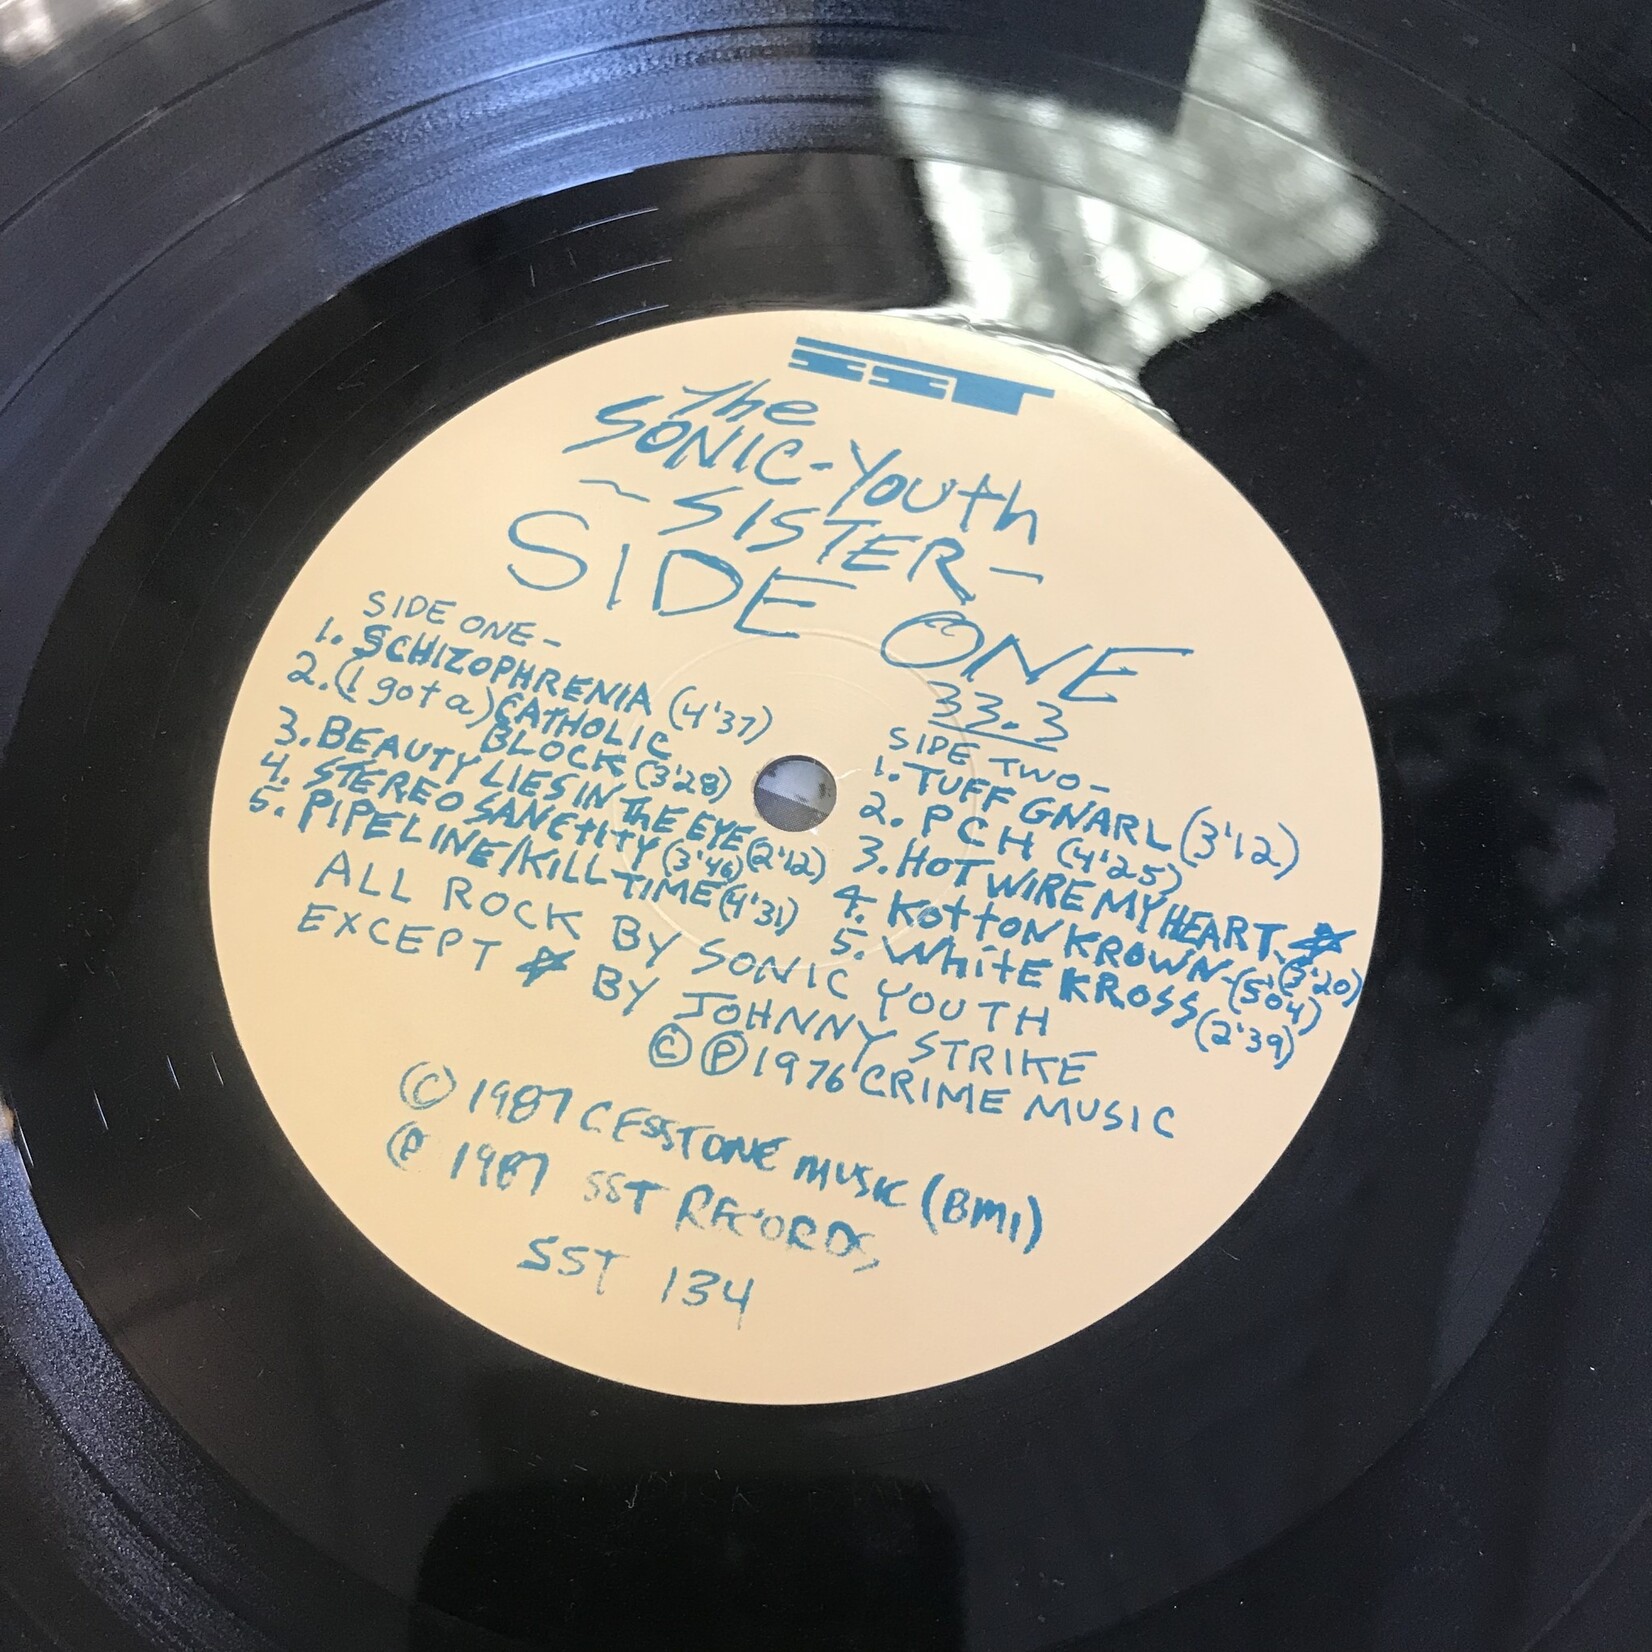 SST
The
SONIC-YOUTH
~SISTER-
SIDE ONE
33.3
SIDE ONE-
1. SCHIZOPHRENIA (4'37)
2. (I got a) CATHOLIC
BLOCK (3'28)
3. BEAUTY LIES IN THE EYE (2'12)
4. STEREO SANCTITY (3'46)
5. PIPELINE/KILL TIME (4'31)
SIDE TWO-
1. TUFF GNARL (3'12)
2. PCH (4'25)
3. HOT WIRE MY HEART ☆ (3'20)
4. KOTTON KROWN- (5'04)
5. WHITE KROSS (2'39)
ALL ROCK BY SONIC YOUTH
EXCEPT ☆ BY JOHNNY STRIKE
© ℗ 1976 CRIME MUSIC
© 1987 CESSTONE MUSIC (BMI)
℗ 1987 SST RECORDS
SST 134